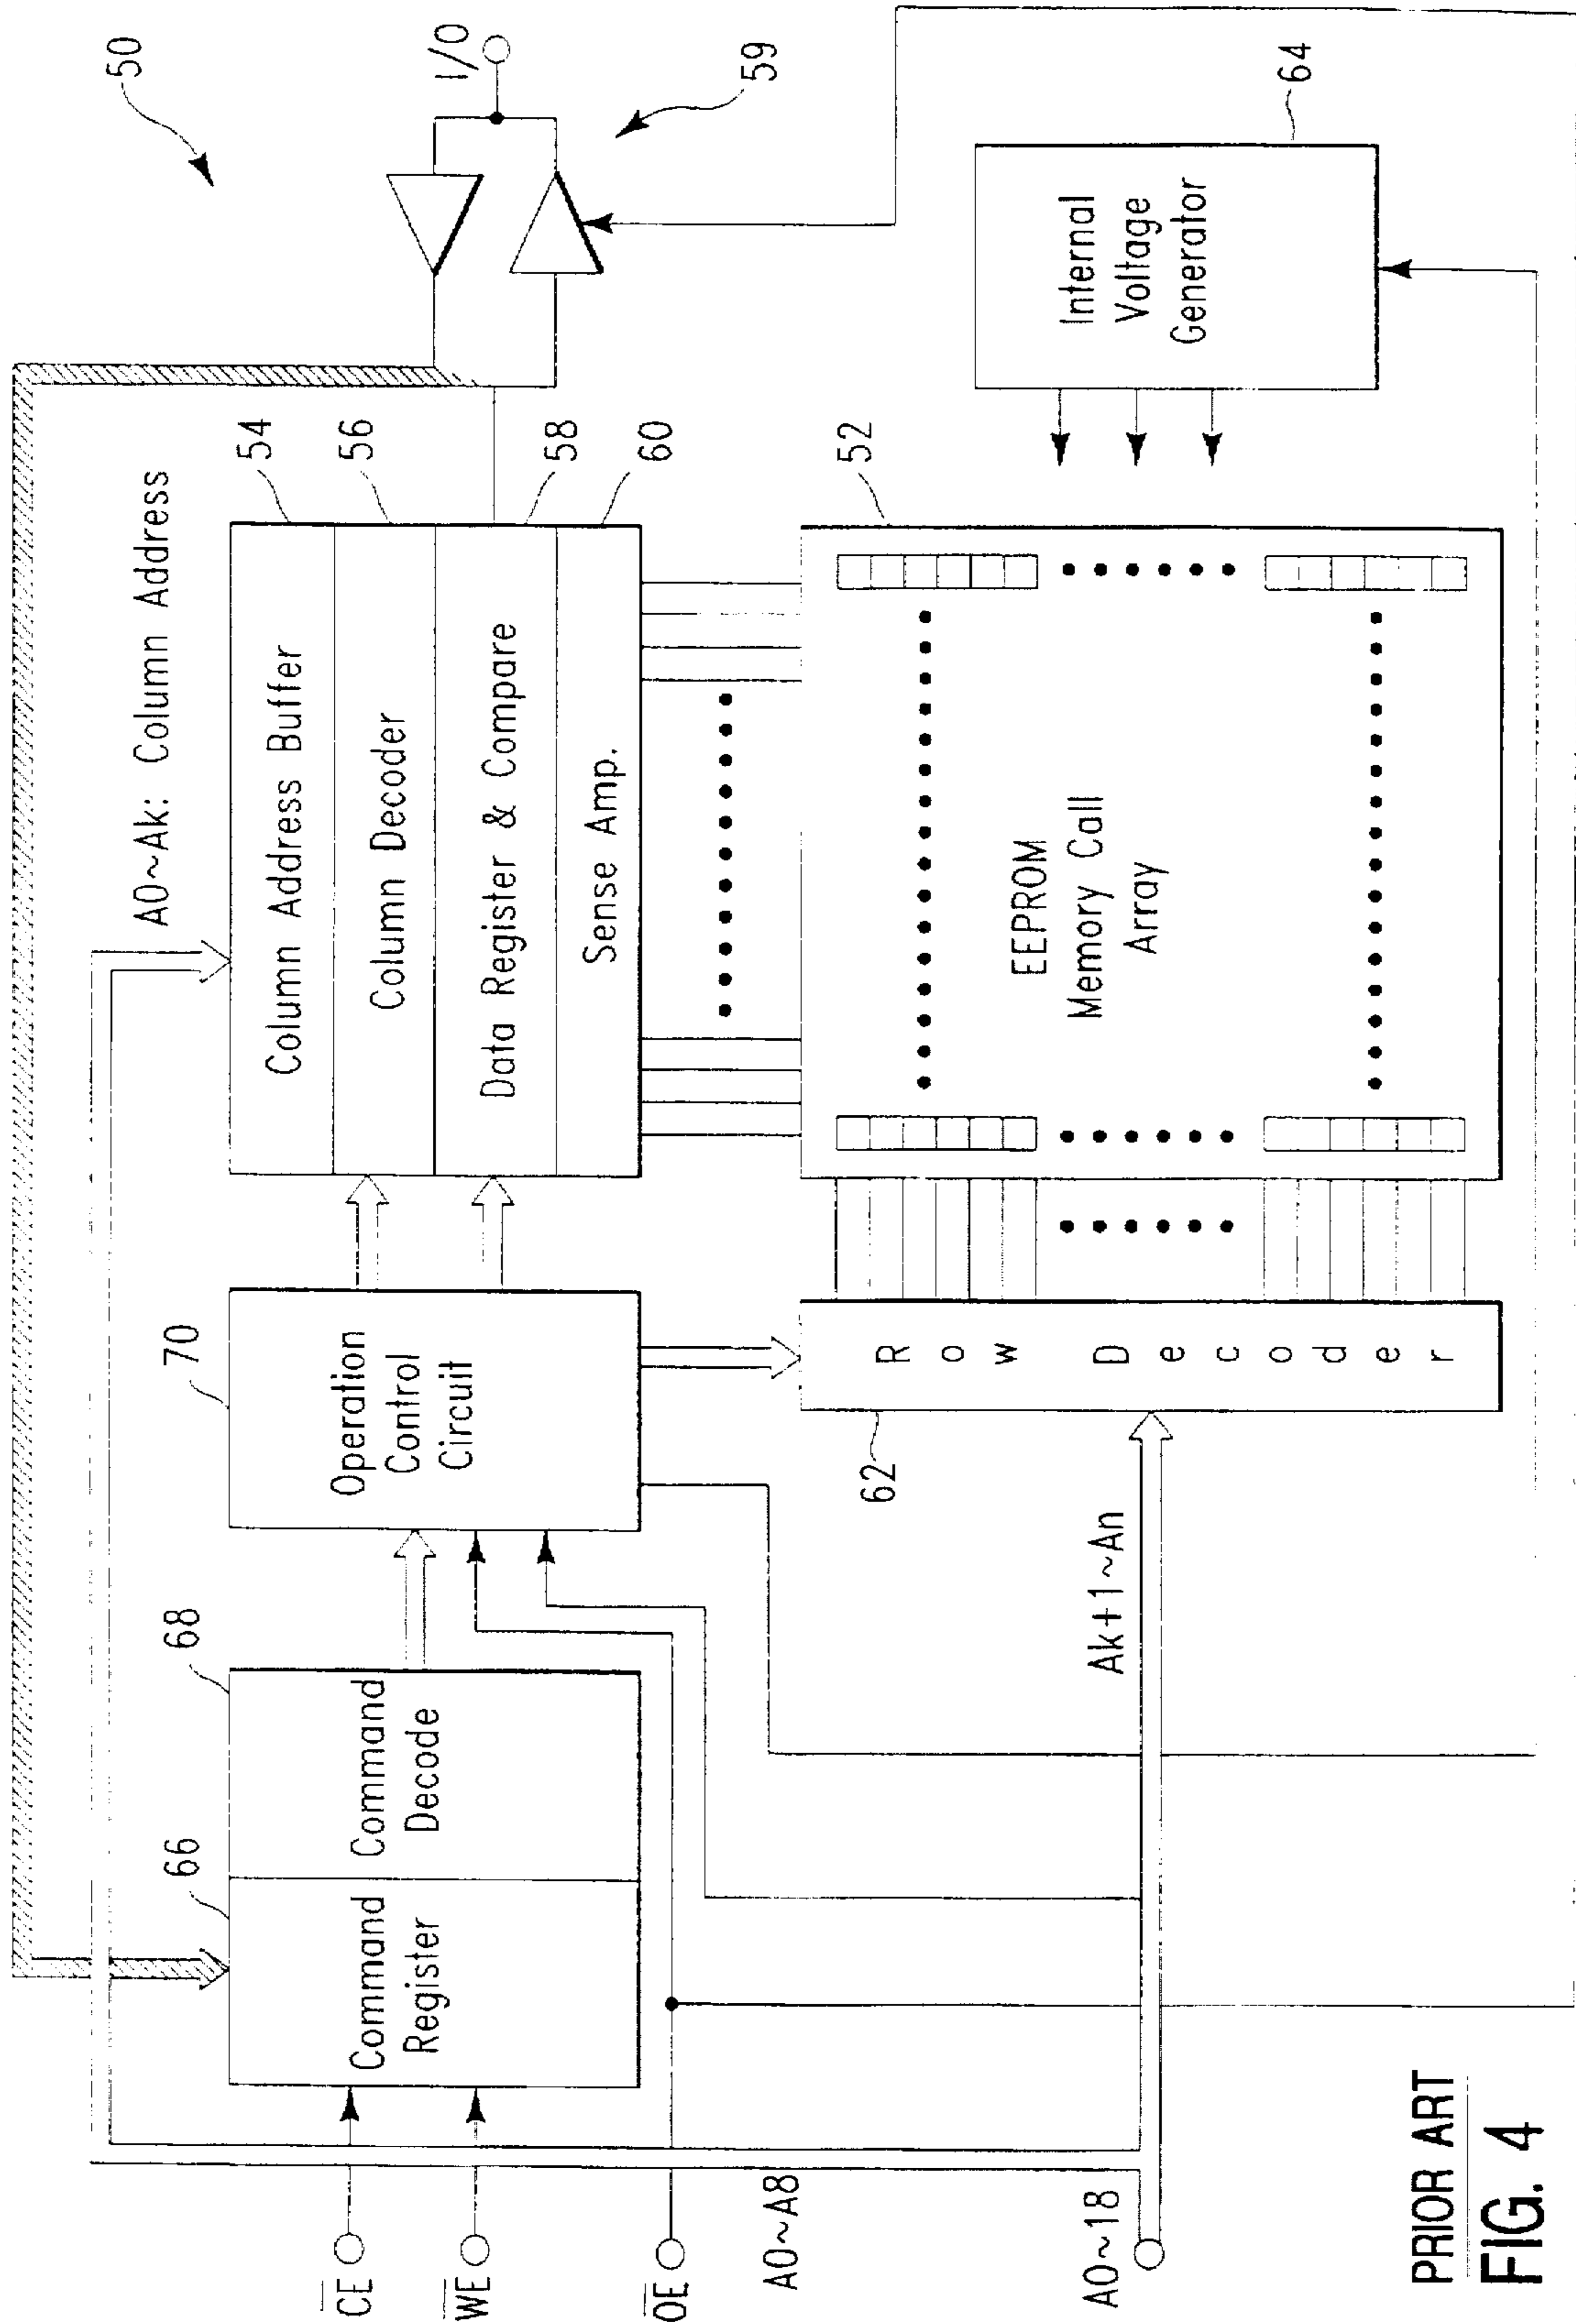 50
I/O
59
A0~Ak: Column Address
54
56
58
60
Column Address Buffer
Column Decoder
Data Register & Compare
Sense Amp.
70
Operation
Control
Circuit
68
66
Command
Decode
Command
Register
CE
WE
OE
A0~A8
A0~18
Ak+1~An
62
Row Decoder
52
EEPROM
Memory Call
Array
64
Internal
Voltage
Generator
PRIOR ART
FIG. 4